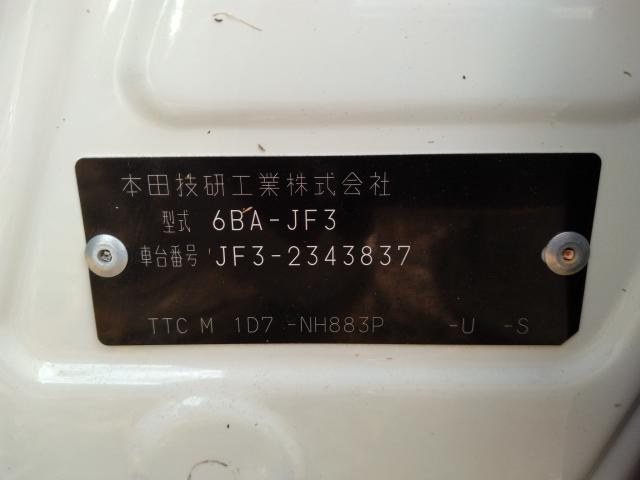 本田技研工業株式会社
型式 6BA-JF3
車台番号 JF3-2343837
TTC M 1D7 -NH883P -U -S